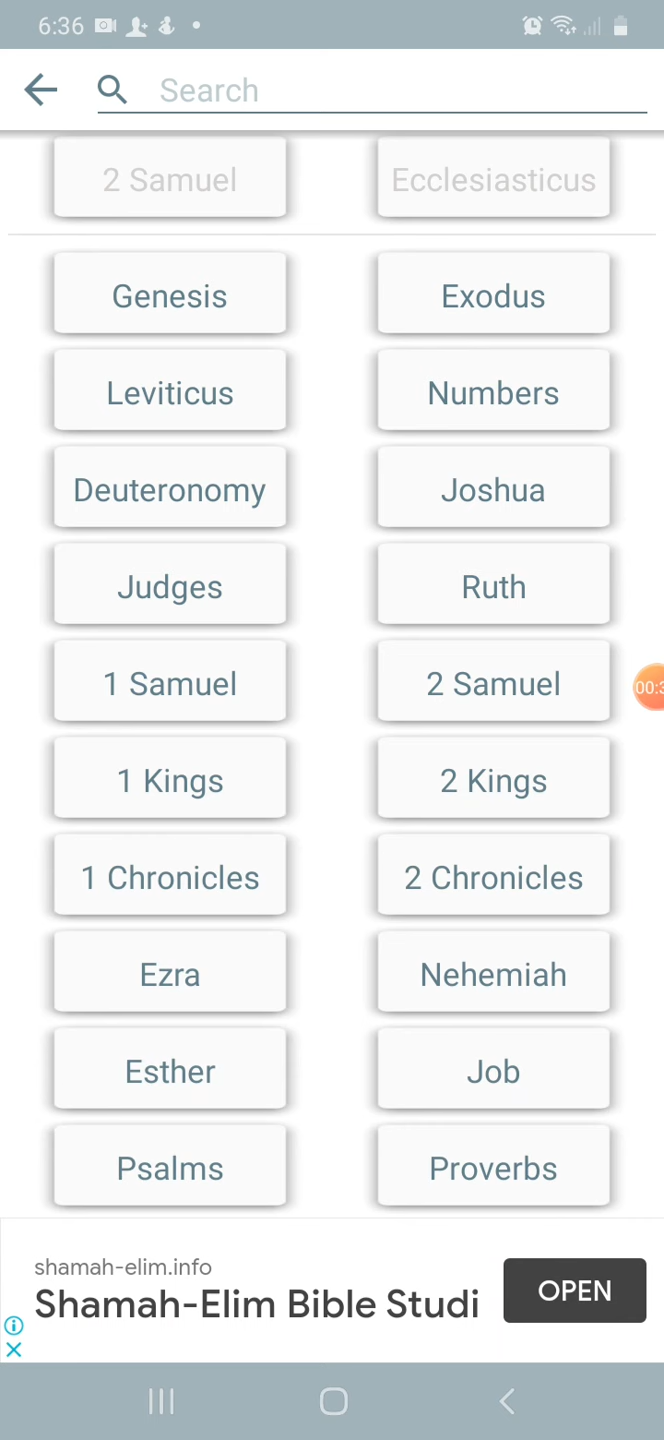 6:36
Search
2 Samuel
Ecclesiasticus
Genesis
Exodus
Leviticus
Numbers
Deuteronomy
Joshua
Judges
Ruth
1 Samuel
2 Samuel
00:3
1 Kings
2 Kings
1 Chronicles
2 Chronicles
Ezra
Nehemiah
Esther
Job
Psalms
Proverbs
shamah-elim.info
Shamah-Elim Bible Studi
OPEN